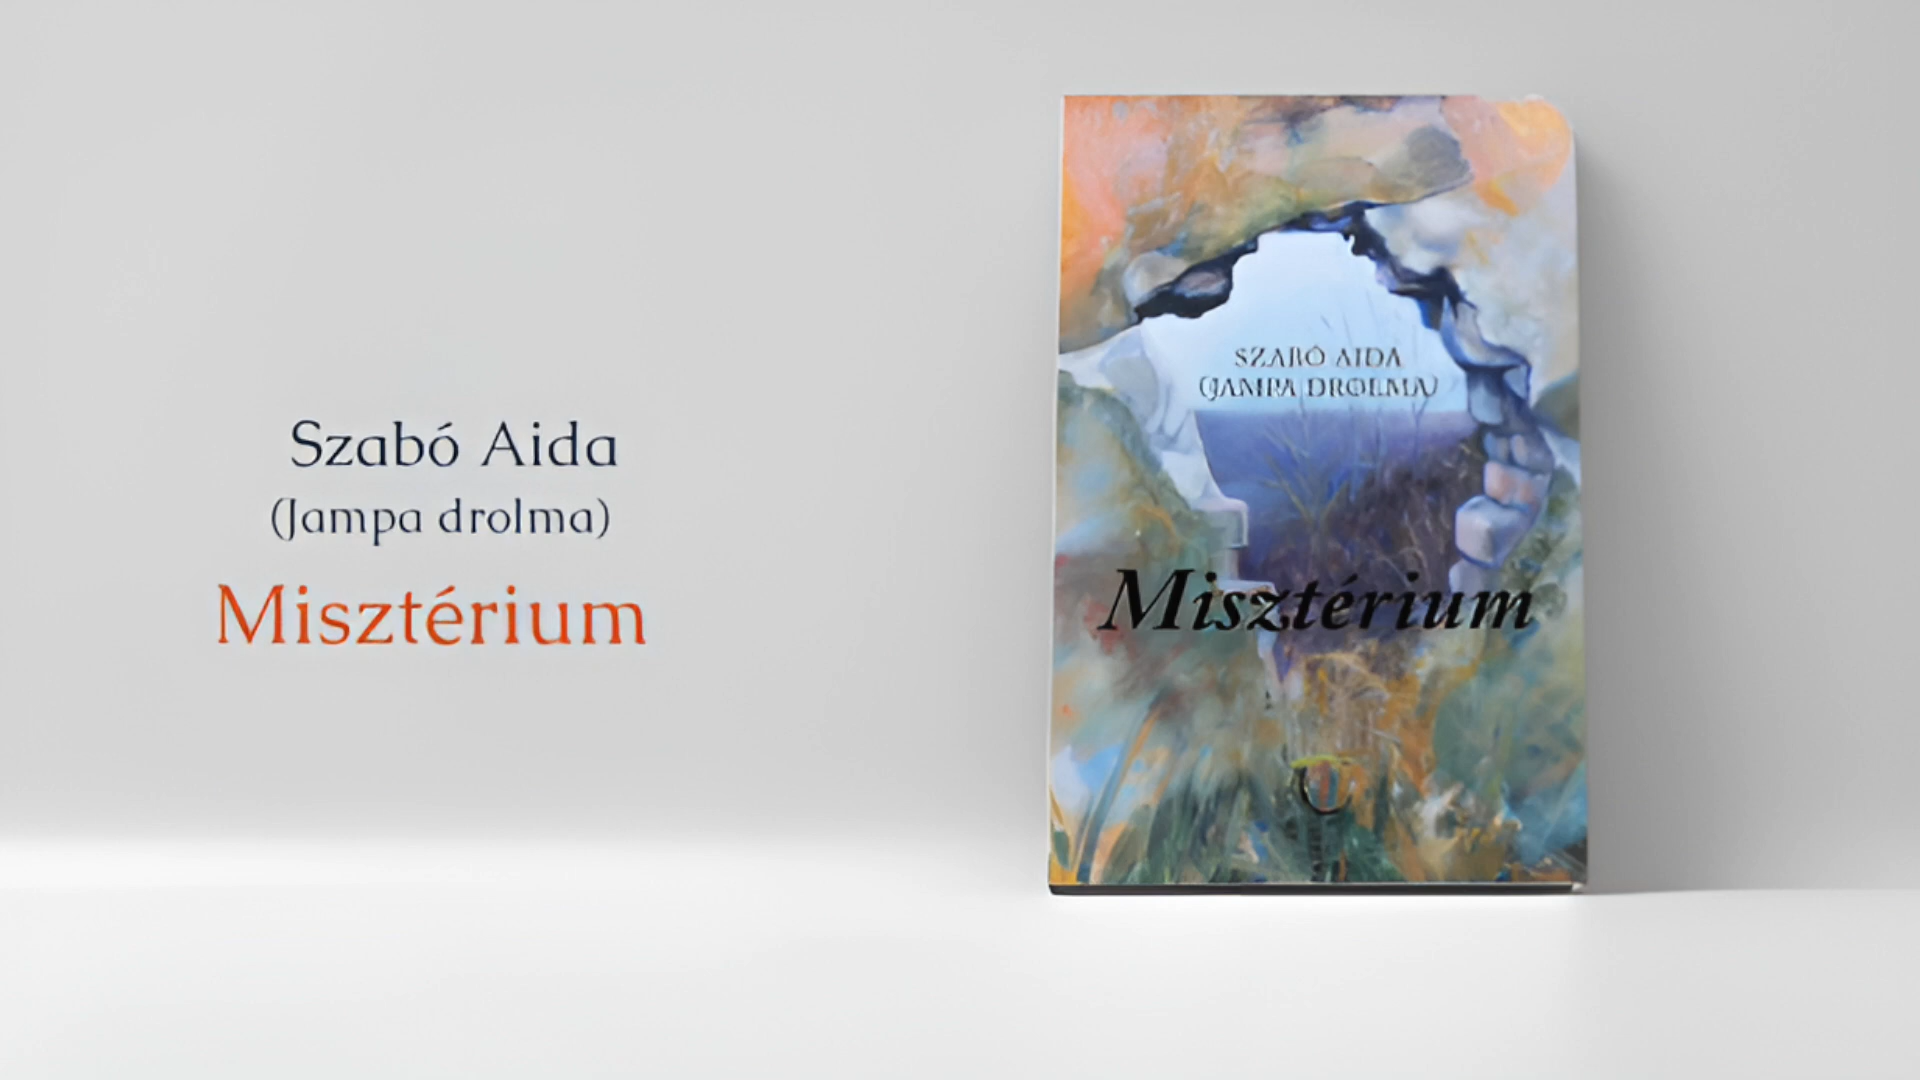 Szabó Aida
(Jampa drolma)
Misztérium
SZABÓ AIDA
(JAMPA DROLMA)
Misztérium